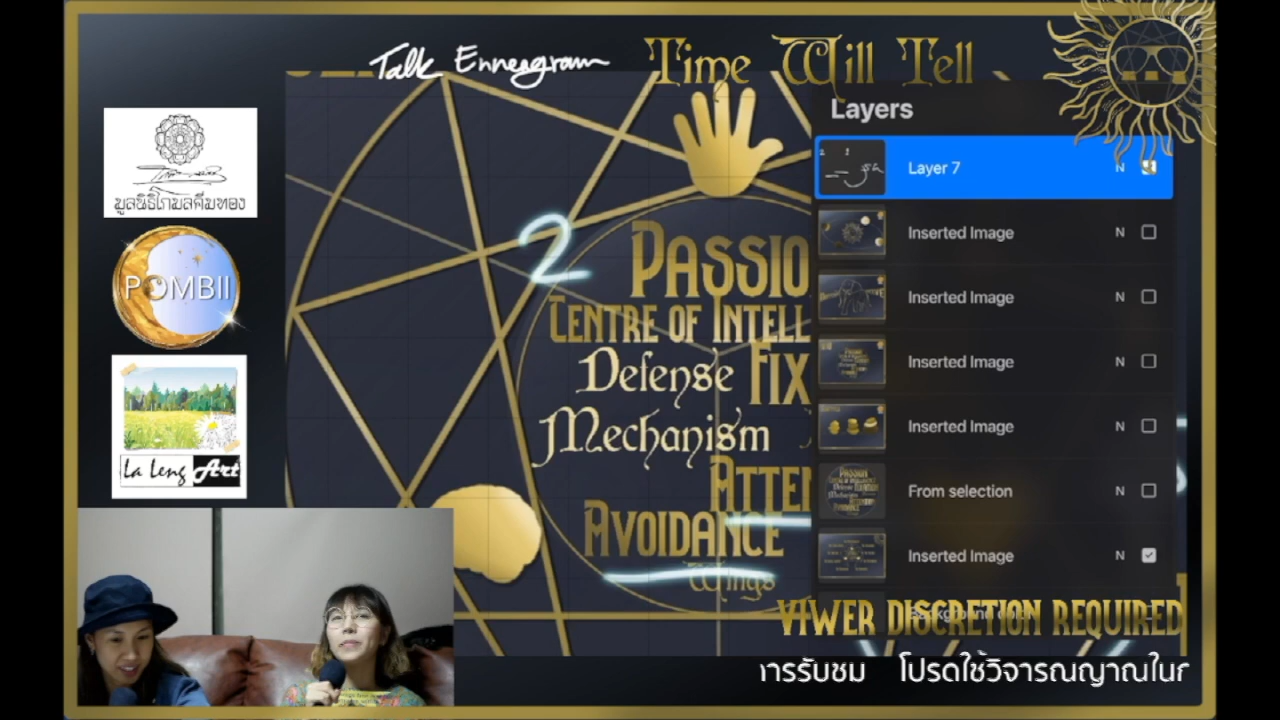 Talk Enneagram Time Will Tell
Layers
Layer 7 N
Inserted Image N
Inserted Image N
Inserted Image N
Inserted Image N
From selection N
Inserted Image N
มูลนิธิโกมลคีมทอง
POMBII
La Leng Art
2
PASSIO
CENTRE OF INTELL
Defense FIX
Mechanism
ATTEN
AVOIDANCE
Wings
VIWER DISCRETION REQUIRED
ารรับชม โปรดใช้วิจารณญาณในก